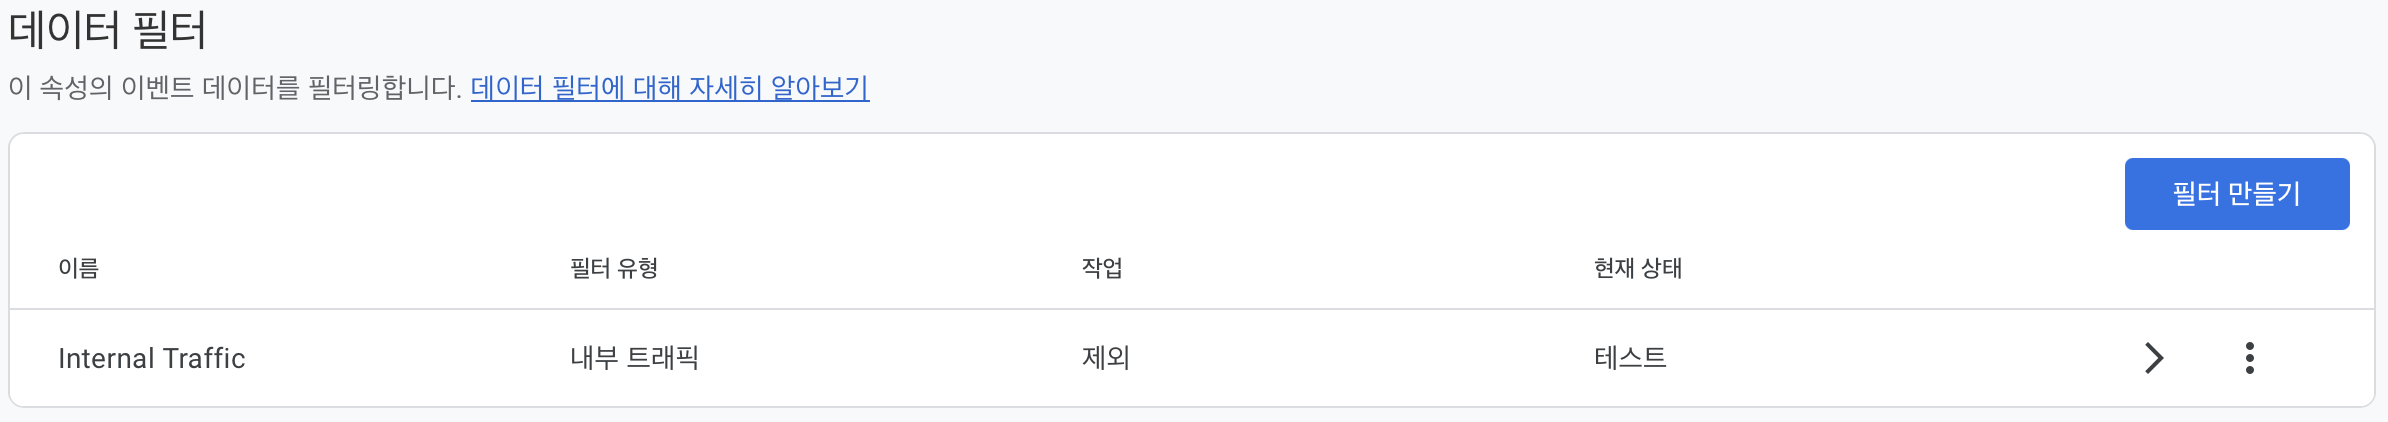 데이터 필터
이 속성의 이벤트 데이터를 필터링합니다. 데이터 필터에 대해 자세히 알아보기
필터 만들기
이름 필터 유형 작업 현재 상태
Internal Traffic 내부 트래픽 제외 테스트